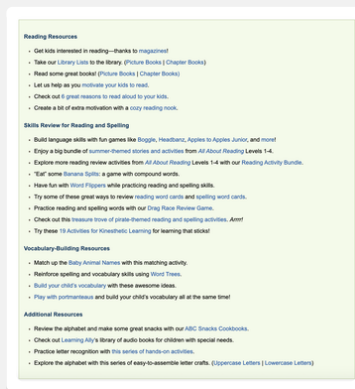 Reading Resources
Get kids interested in reading—thanks to magazines!
Take our Library Lists to the library. (Picture Books | Chapter Books)
Read some great books! (Picture Books | Chapter Books)
Let us help as you motivate your kids to read.
Check out 6 great reasons to read aloud to your kids.
Create a bit of extra motivation with a cozy reading nook.
Skills Review for Reading and Spelling
Build language skills with fun games like Boggle, Headbanz, Apples to Apples Junior, and more!
Enjoy a big bundle of summer-themed stories and activities from All About Reading Levels 1-4.
Explore more reading review activities from All About Reading Levels 1-4 with our Reading Activity Bundle.
"Eat" some Banana Splits: a game with compound words.
Have fun with Word Flippers while practicing reading and spelling skills.
Try some of these great ways to review reading word cards and spelling word cards.
Practice reading and spelling words with our Drag Race Review Game.
Check out this treasure trove of pirate-themed reading and spelling activities. Arrr!
Try these 19 Activities for Kinesthetic Learning for learning that sticks!
Vocabulary-Building Resources
Match up the Baby Animal Names with this matching activity.
Reinforce spelling and vocabulary skills using Word Trees.
Build your child's vocabulary with these awesome ideas.
Play with portmanteaus and build your child's vocabulary all at the same time!
Additional Resources
Review the alphabet and make some great snacks with our ABC Snacks Cookbooks.
Check out Learning Ally's library of audio books for children with special needs.
Practice letter recognition with this series of hands-on activities.
Explore the alphabet with this series of easy-to-assemble letter crafts. (Uppercase Letters | Lowercase Letters)